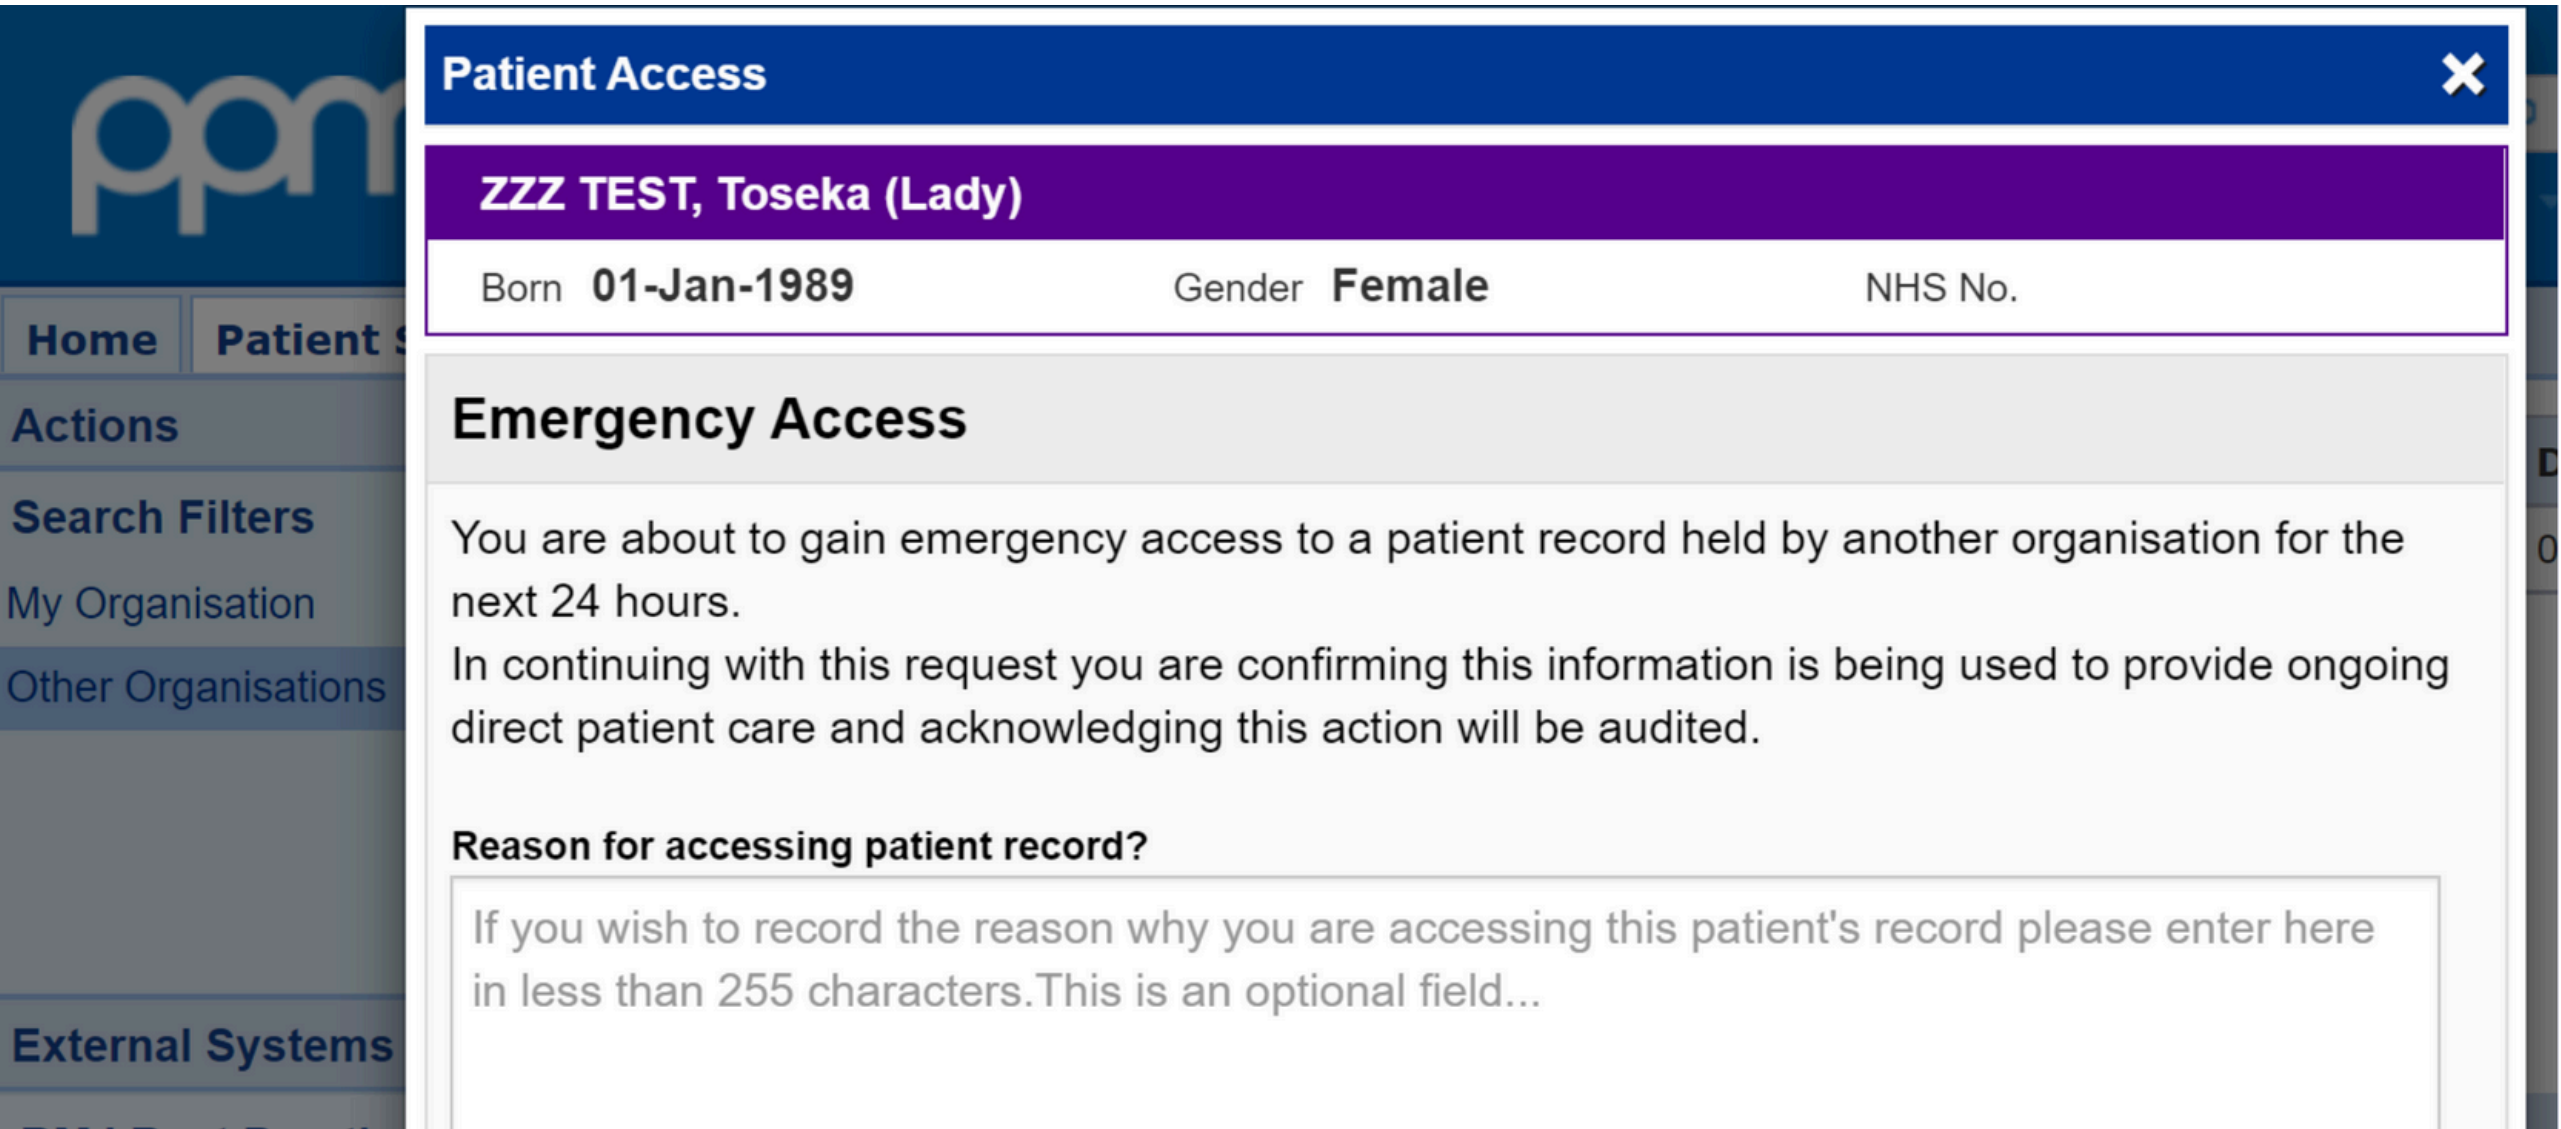 ppm
Patient Access
ZZZ TEST, Toseka (Lady)
Born 01-Jan-1989 Gender Female NHS No.
Home Patient
Actions
Search Filters
My Organisation
Other Organisations
External Systems
Emergency Access
You are about to gain emergency access to a patient record held by another organisation for the
next 24 hours.
In continuing with this request you are confirming this information is being used to provide ongoing
direct patient care and acknowledging this action will be audited.
Reason for accessing patient record?
If you wish to record the reason why you are accessing this patient's record please enter here
in less than 255 characters.This is an optional field...